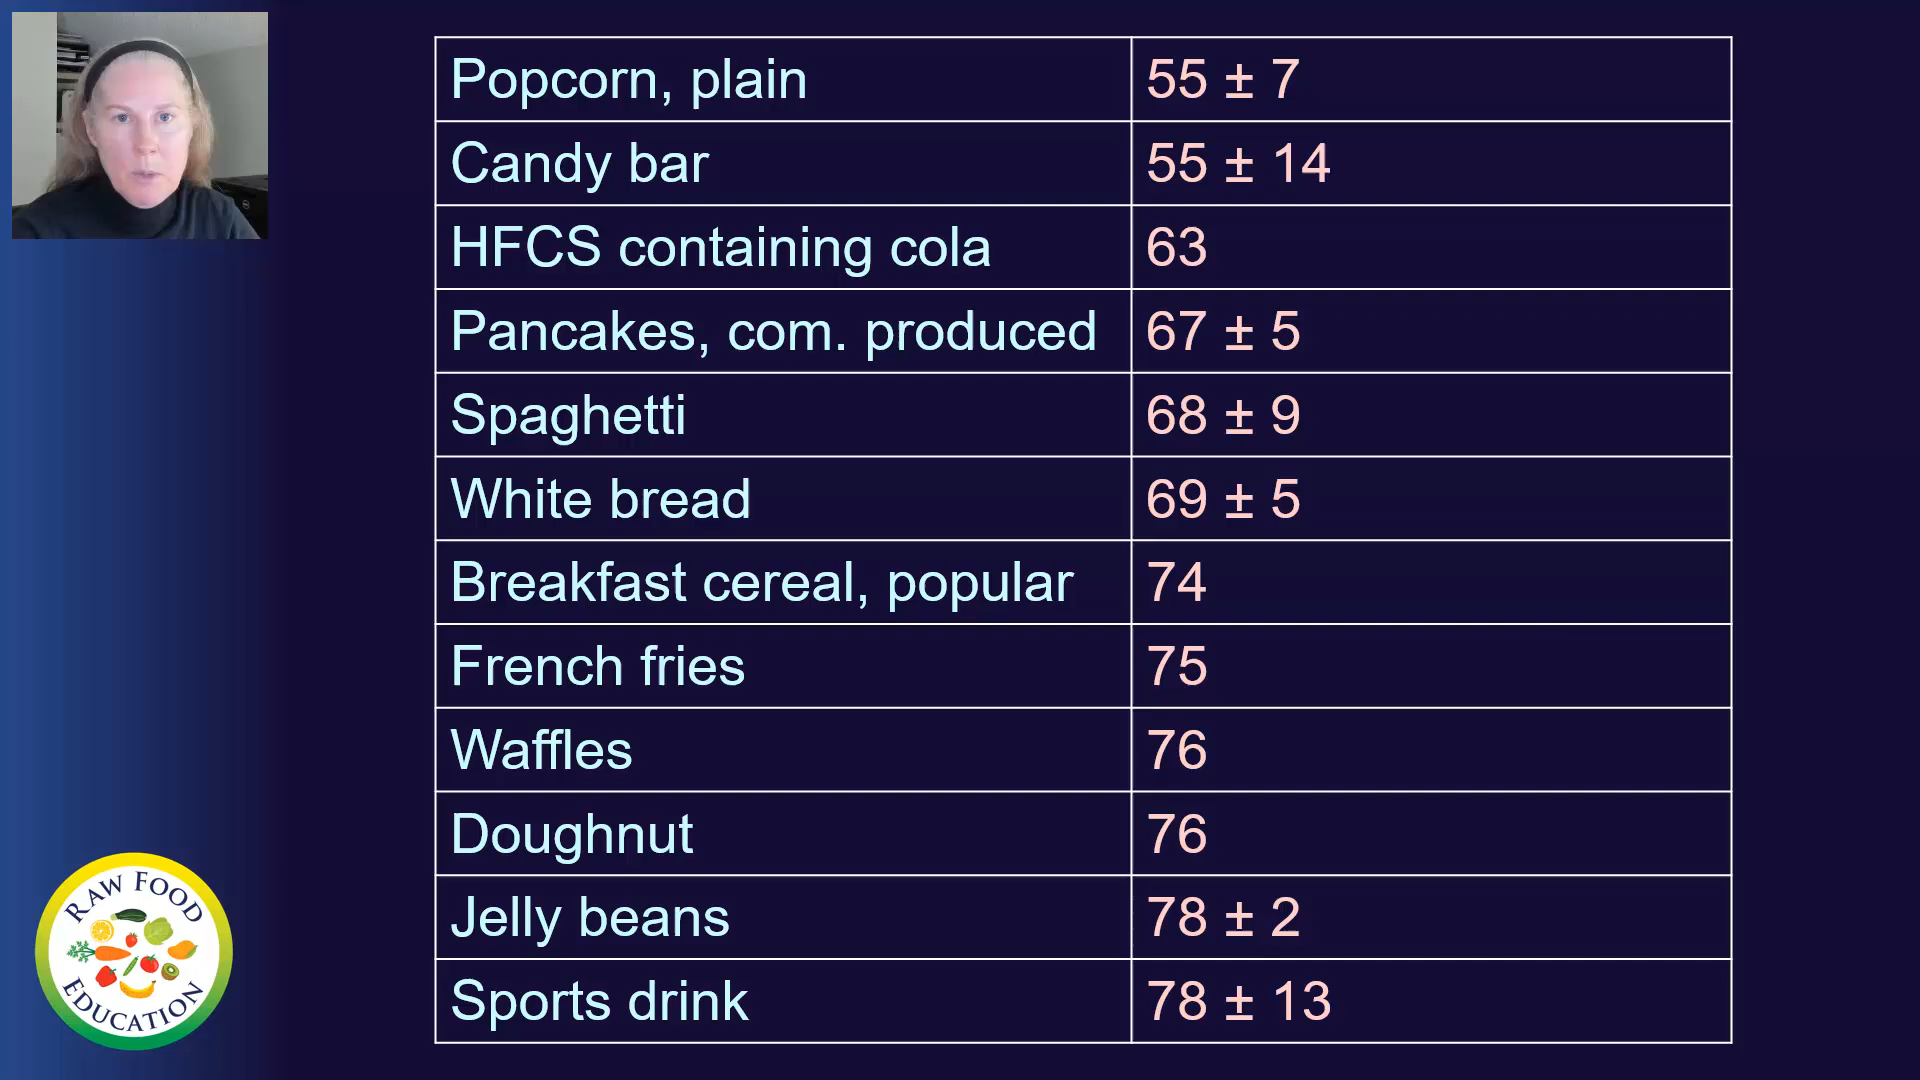 Popcorn, plain 55 ± 7
Candy bar 55 ± 14
HFCS containing cola 63
Pancakes, com. produced 67 ± 5
Spaghetti 68 ± 9
White bread 69 ± 5
Breakfast cereal, popular 74
French fries 75
Waffles 76
Doughnut 76
Jelly beans 78 ± 2
Sports drink 78 ± 13
RAW FOOD
EDUCATION